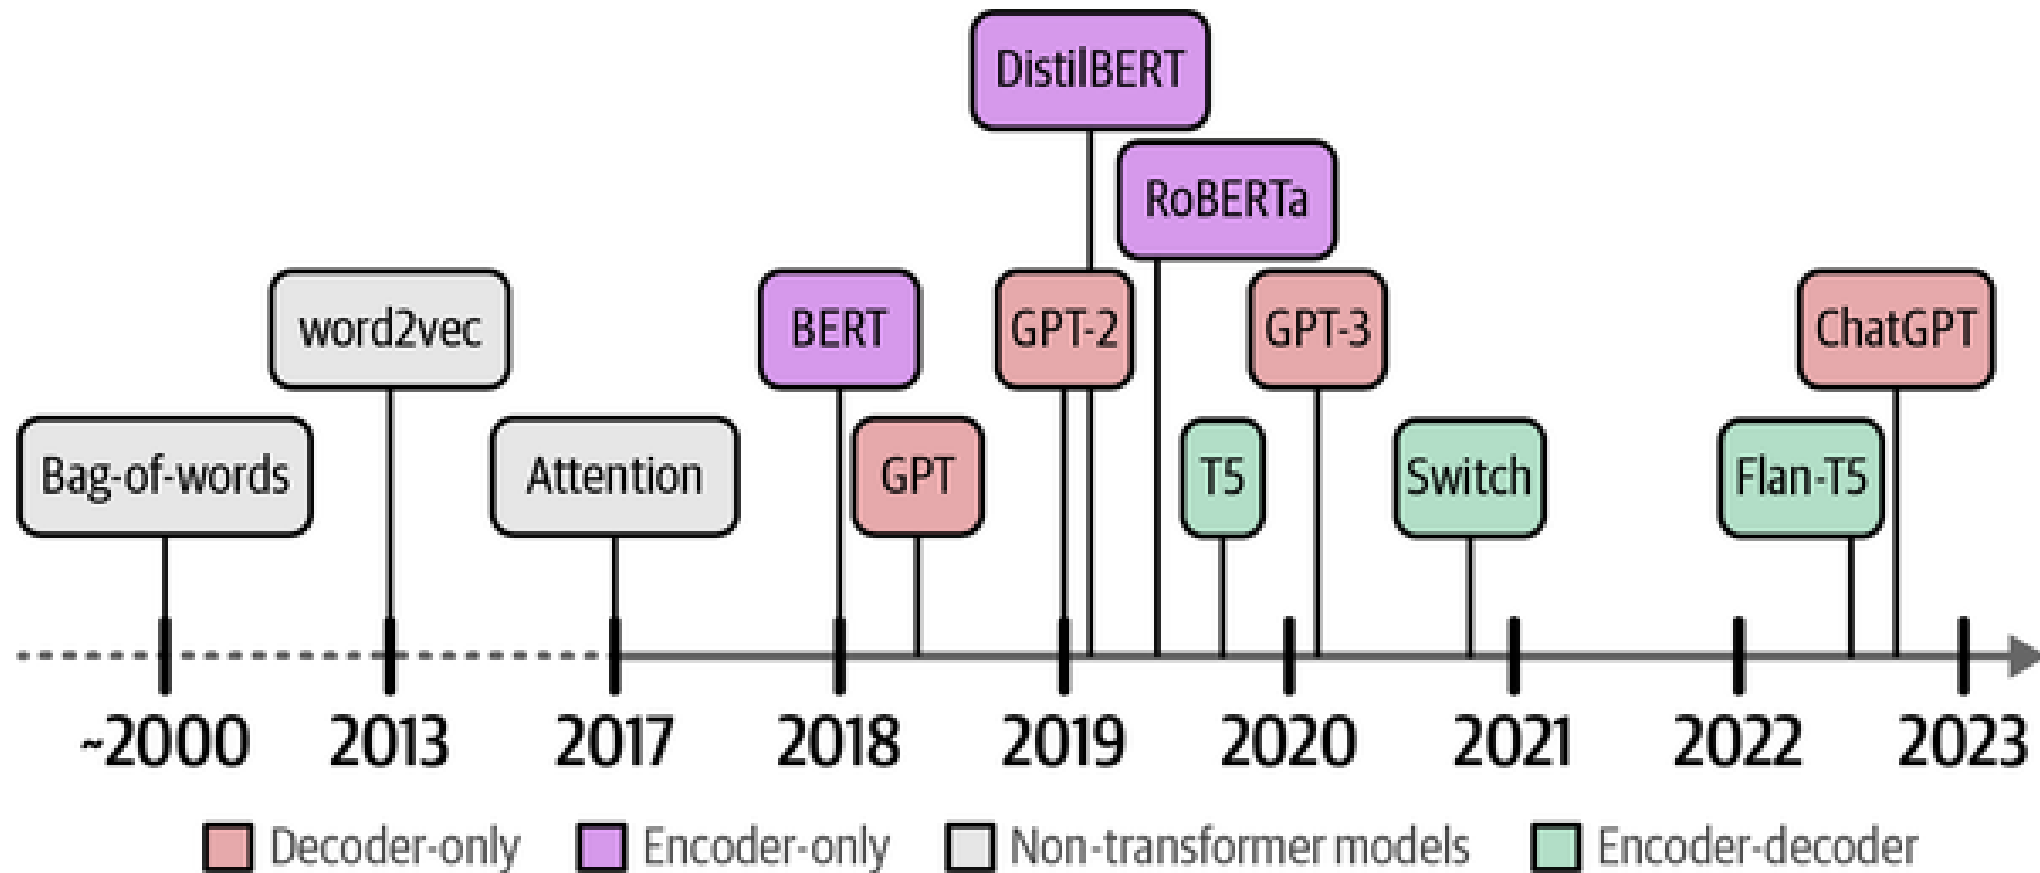 DistilBERT
RoBERTa
word2vec
BERT
GPT-2
GPT-3
ChatGPT
Bag-of-words
Attention
GPT
T5
Switch
Flan-T5
~2000 2013 2017 2018 2019 2020 2021 2022 2023
Decoder-only Encoder-only Non-transformer models Encoder-decoder